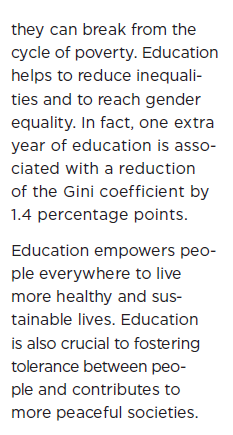 they can break from the
cycle of poverty. Education
helps to reduce inequali-
ties and to reach gender
equality. In fact, one extra
year of education is asso-
ciated with a reduction
of the Gini coefficient by
1.4 percentage points.
Education empowers peo-
ple everywhere to live
more healthy and sus-
tainable lives. Education
is also crucial to fostering
tolerance between peo-
ple and contributes to
more peaceful societies.